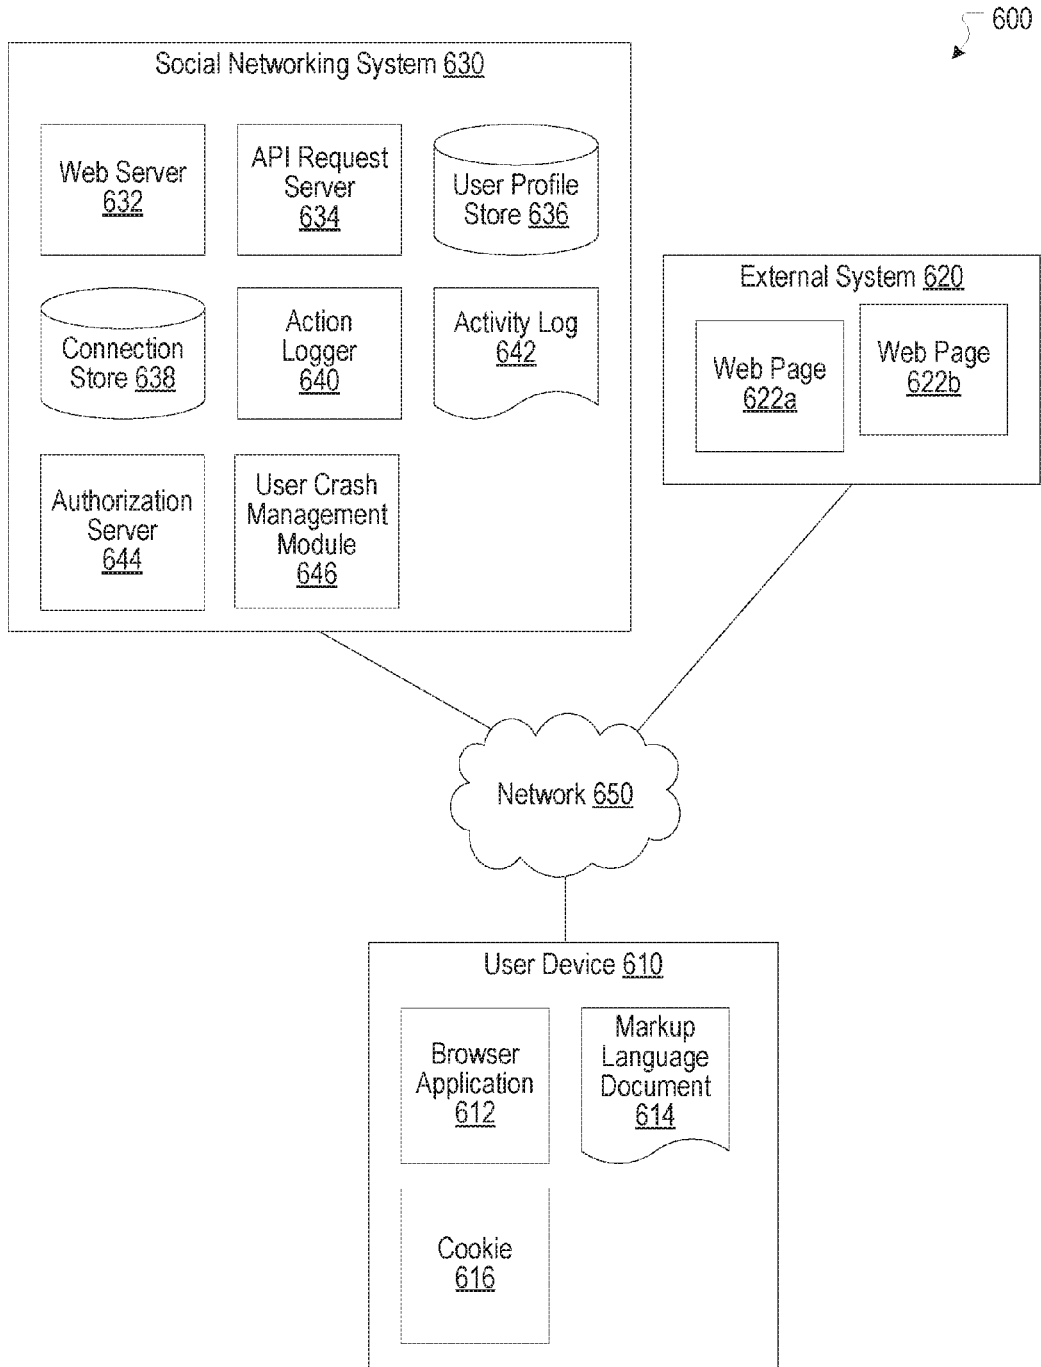 600
Social Networking System 630
Web Server
632
API Request
Server
634
User Profile
Store 636
Connection
Store 638
Action
Logger
640
Activity Log
642
Authorization
Server
644
User Crash
Management
Module
646
External System 620
Web Page
622a
Web Page
622b
Network 650
User Device 610
Browser
Application
612
Markup
Language
Document
614
Cookie
616